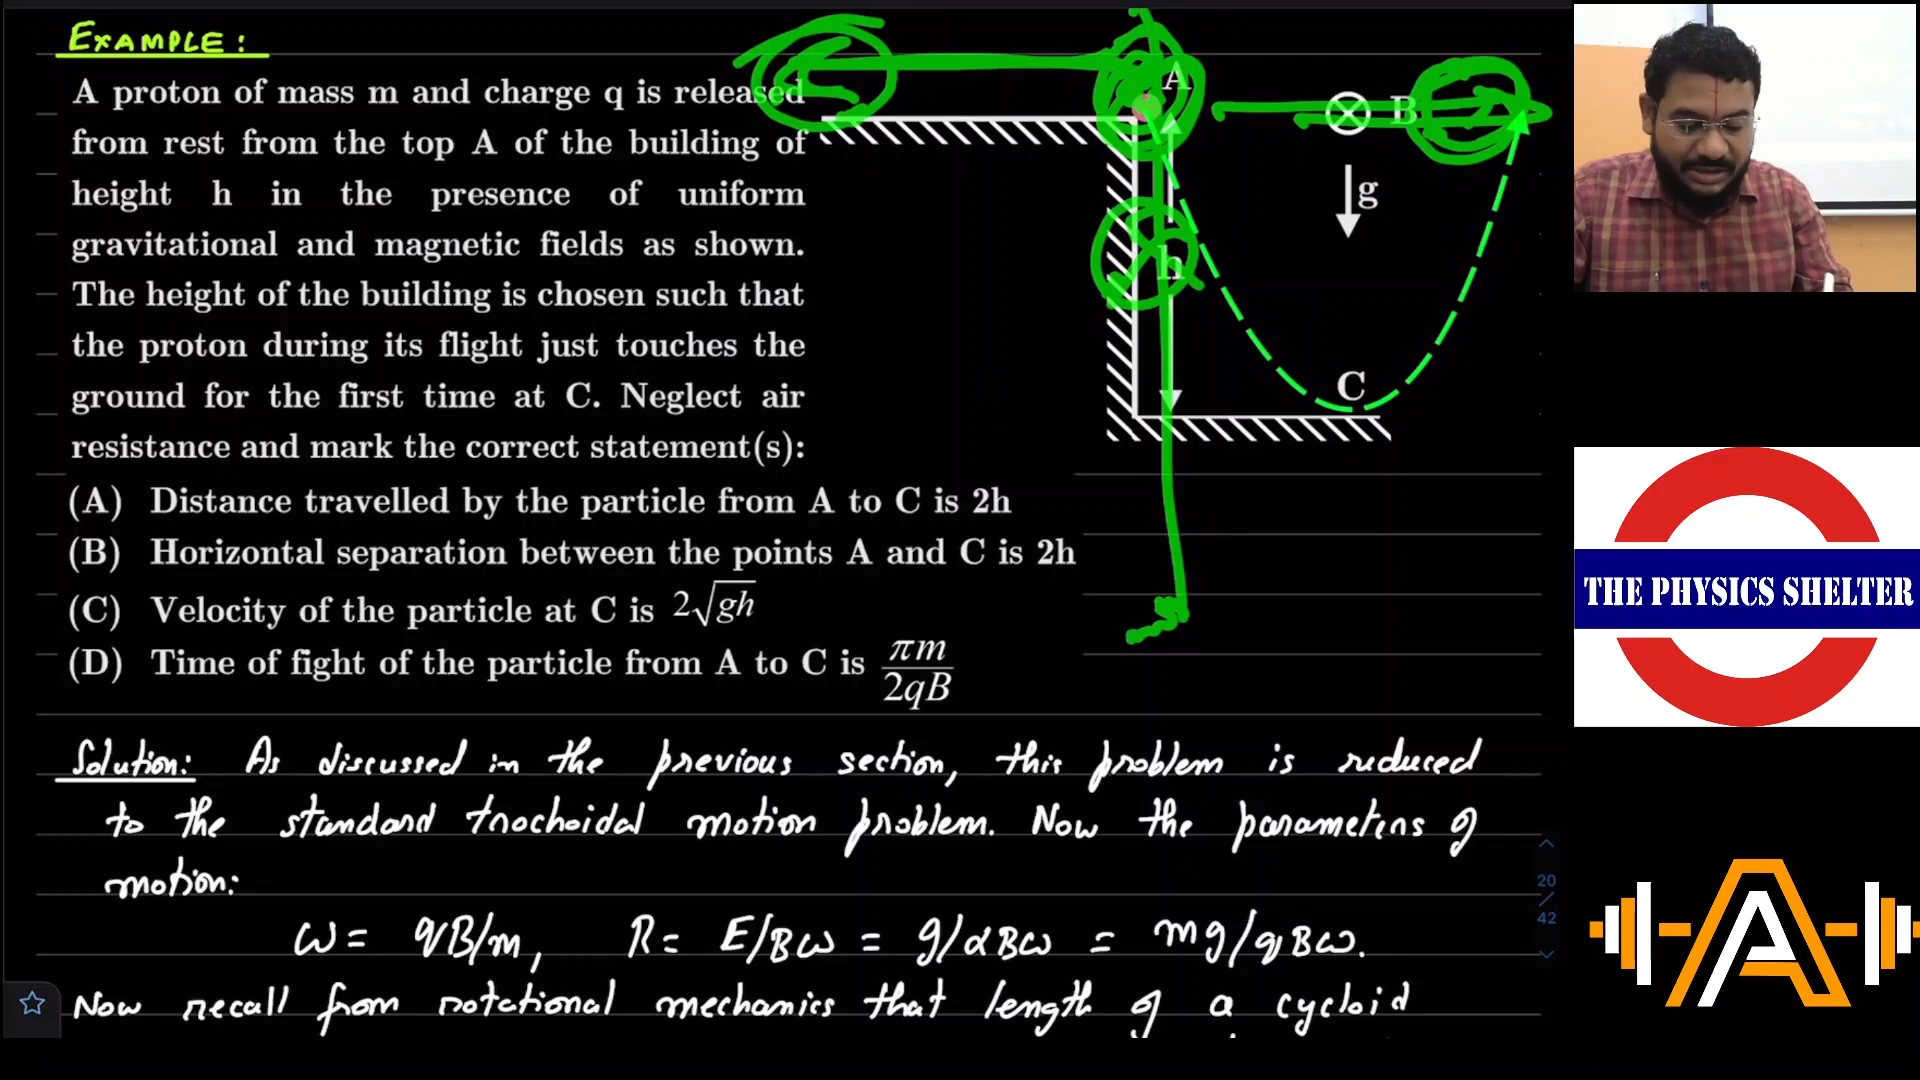 EXAMPLE:
A proton of mass m and charge q is released
from rest from the top A of the building of
height h in the presence of uniform
gravitational and magnetic fields as shown.
The height of the building is chosen such that
the proton during its flight just touches the
ground for the first time at C. Neglect air
resistance and mark the correct statement(s):
(A) Distance travelled by the particle from A to C is 2h
(B) Horizontal separation between the points A and C is 2h
(C) Velocity of the particle at C is 2√gh
(D) Time of fight of the particle from A to C is πm/2qB
A
⊗ B
g
h
C
Solution: As discussed in the previous section, this problem is reduced
to the standard trochoidal motion problem. Now the parameters of
motion:
ω = qB/m, R = E/Bω = g/αBω = mg/qBω.
Now recall from rotational mechanics that length of a cycloid
20
42
THE PHYSICS SHELTER
A